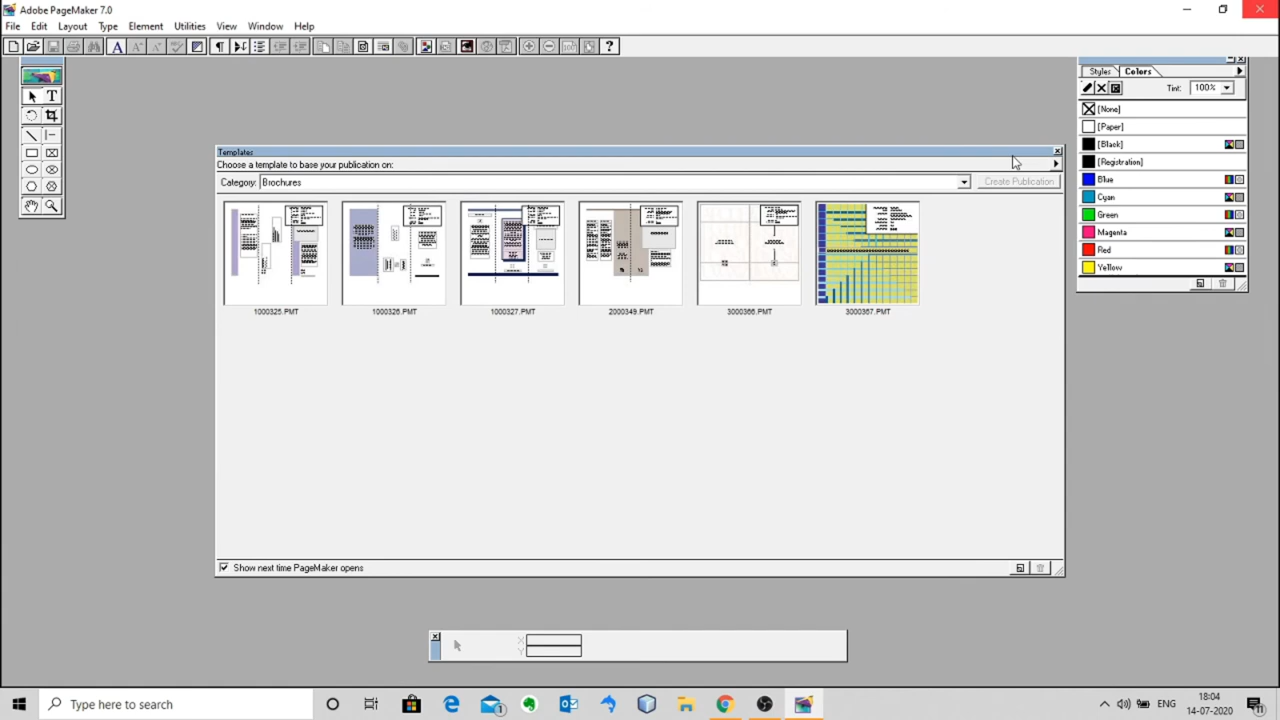 Adobe PageMaker 7.0
File Edit Layout Type Element Utilities View Window Help
Styles Colors
Tint: 100%
[None]
[Paper]
[Black]
[Registration]
Blue
Cyan
Green
Magenta
Red
Yellow
Templates
Choose a template to base your publication on:
Category: Brochures Create Publication
1000325.PMT 1000326.PMT 1000327.PMT 2000349.PMT 3000366.PMT 3000367.PMT
Show next time PageMaker opens
X
Y
Type here to search
ENG
18:04
14-07-2020